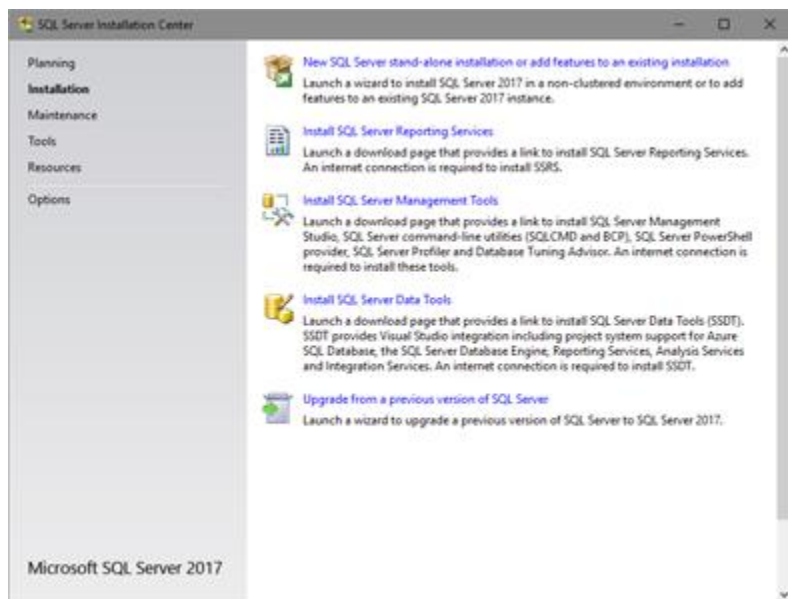 SQL Server Installation Center
Planning
Installation
Maintenance
Tools
Resources
Options
New SQL Server stand-alone installation or add features to an existing installation
Launch a wizard to install SQL Server 2017 in a non-clustered environment or to add
features to an existing SQL Server 2017 instance.
Install SQL Server Reporting Services
Launch a download page that provides a link to install SQL Server Reporting Services.
An internet connection is required to install SSRS.
Install SQL Server Management Tools
Launch a download page that provides a link to install SQL Server Management
Studio, SQL Server command-line utilities (SQLCMD and BCP), SQL Server PowerShell
provider, SQL Server Profiler and Database Tuning Advisor. An internet connection is
required to install these tools.
Install SQL Server Data Tools
Launch a download page that provides a link to install SQL Server Data Tools (SSDT).
SSDT provides Visual Studio integration including project system support for Azure
SQL Database, the SQL Server Database Engine, Reporting Services, Analysis Services
and Integration Services. An internet connection is required to install SSDT.
Upgrade from a previous version of SQL Server
Launch a wizard to upgrade a previous version of SQL Server to SQL Server 2017.
Microsoft SQL Server 2017